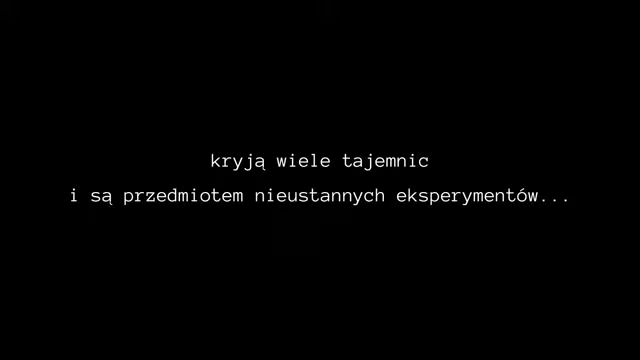 kryją wiele tajemnic
i są przedmiotem nieustannych eksperymentów...